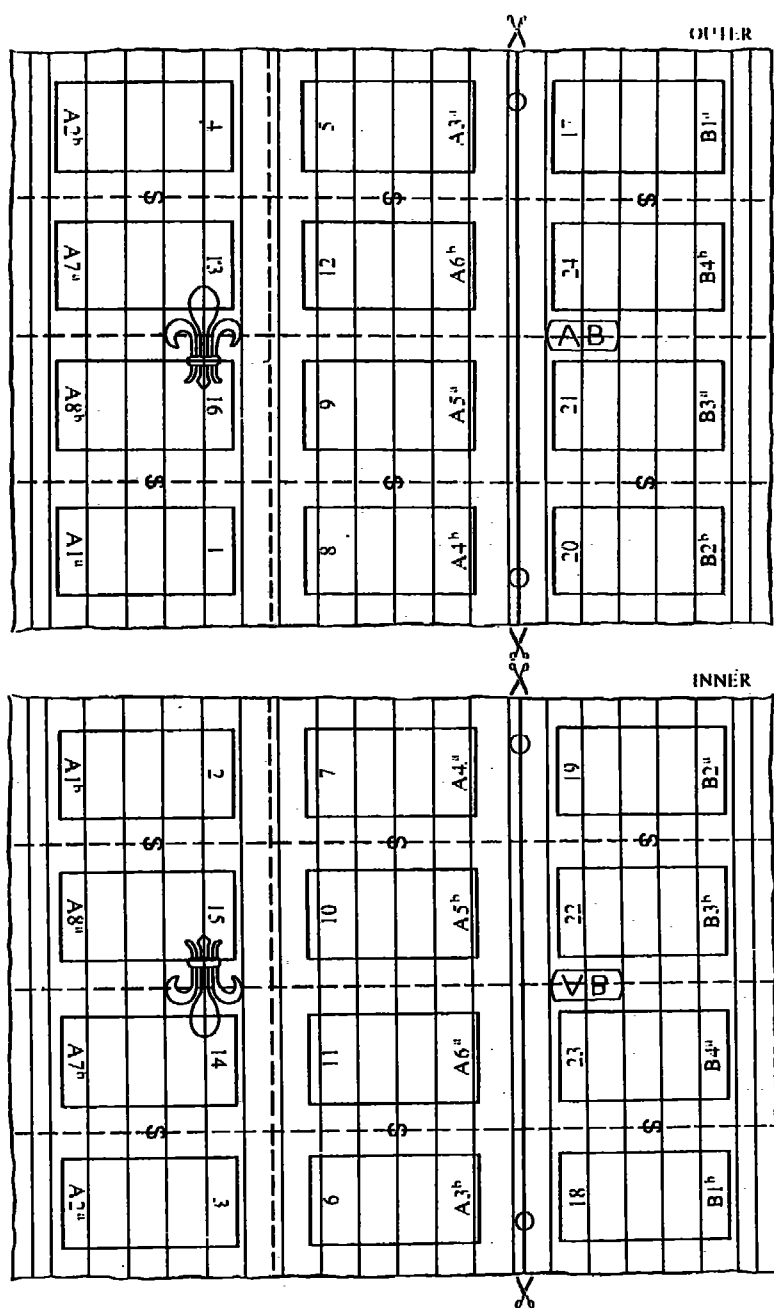 OUTER
A2ᵇ 4 5 A3ᵃ 17 B1ᵃ
S S S
A7ᵃ 13 12 A6ᵇ 24 B4ᵇ
AB
A8ᵇ 16 9 A5ᵃ 21 B3ᵃ
S S S
A1ᵃ 1 8 A4ᵇ 20 B2ᵇ
INNER
A1ᵇ 2 7 A4ᵃ 19 B2ᵃ
S S S
A8ᵃ 15 10 A5ᵇ 22 B3ᵇ
AB
A7ᵇ 14 11 A6ᵃ 23 B4ᵃ
S S S
A2ᵃ 3 6 A3ᵇ 18 B1ᵇ